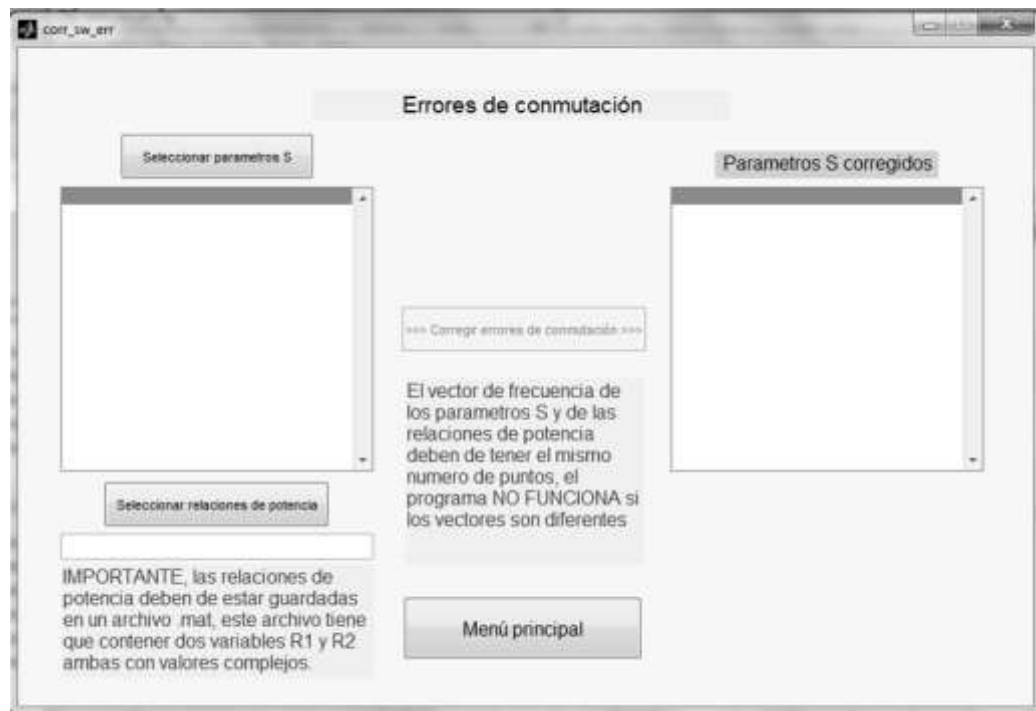 corr_sw_err
Errores de conmutación
Seleccionar parametros S
Parametros S corregidos
>>> Corregir errores de conmutación >>>
El vector de frecuencia de
los parametros S y de las
relaciones de potencia
deben de tener el mismo
numero de puntos, el
programa NO FUNCIONA si
los vectores son diferentes
Seleccionar relaciones de potencia
IMPORTANTE, las relaciones de
potencia deben de estar guardadas
en un archivo .mat, este archivo tiene
que contener dos variables R1 y R2
ambas con valores complejos.
Menú principal